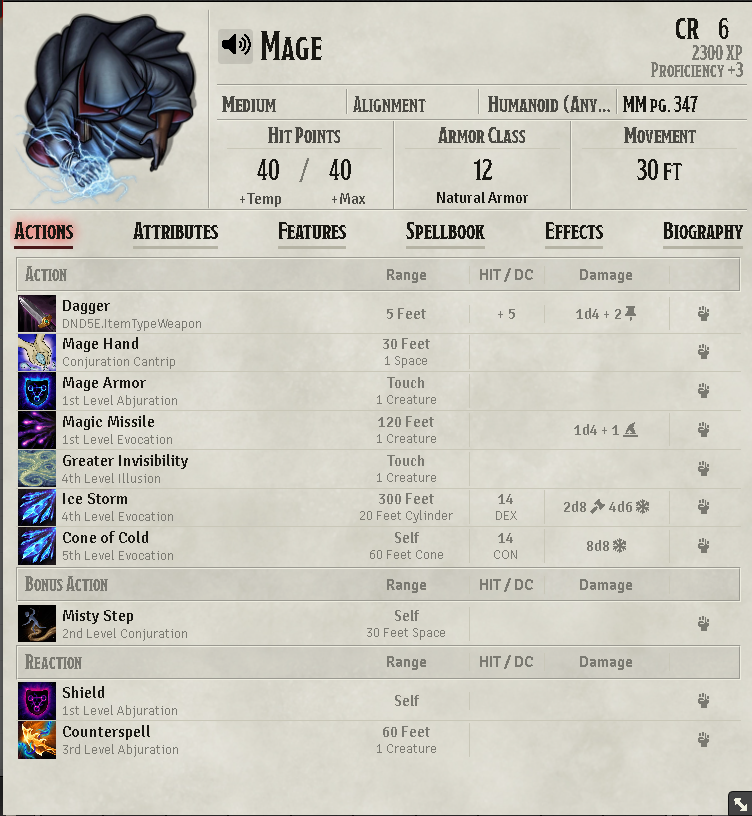 Mage
CR 6
2300 XP
Proficiency +3
Medium Alignment Humanoid (Any... MM pg. 347
Hit Points Armor Class Movement
40 / 40 12 30 ft
+Temp +Max Natural Armor
Actions Attributes Features Spellbook Effects Biography
Action Range HIT / DC Damage
Dagger 5 Feet + 5 1d4 + 2
DND5E.ItemTypeWeapon
Mage Hand 30 Feet
Conjuration Cantrip 1 Space
Mage Armor Touch
1st Level Abjuration 1 Creature
Magic Missile 120 Feet 1d4 + 1
1st Level Evocation 1 Creature
Greater Invisibility Touch
4th Level Illusion 1 Creature
Ice Storm 300 Feet 14 2d8 4d6
4th Level Evocation 20 Feet Cylinder DEX
Cone of Cold Self 14 8d8
5th Level Evocation 60 Feet Cone CON
Bonus Action Range HIT / DC Damage
Misty Step Self
2nd Level Conjuration 30 Feet Space
Reaction Range HIT / DC Damage
Shield Self
1st Level Abjuration
Counterspell 60 Feet
3rd Level Abjuration 1 Creature